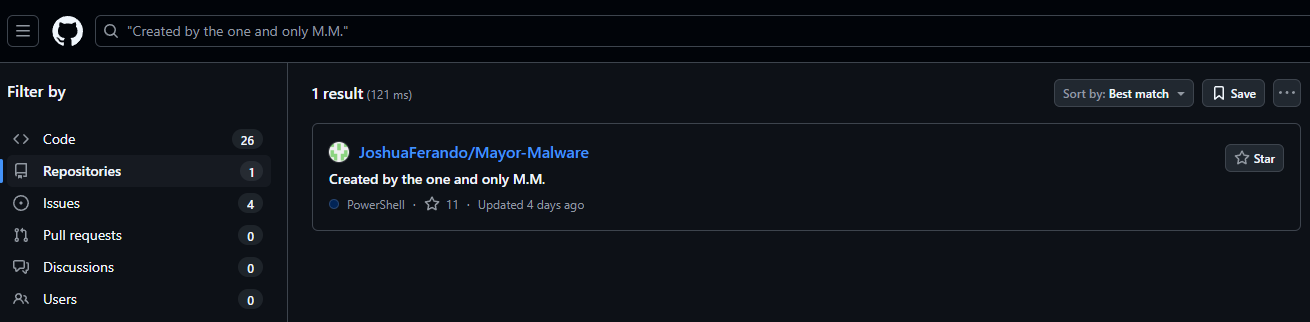 "Created by the one and only M.M."
Filter by
Code 26
Repositories 1
Issues 4
Pull requests 0
Discussions 0
Users 0
1 result (121 ms)
Sort by: Best match
Save
JoshuaFerando/Mayor-Malware
Star
Created by the one and only M.M.
PowerShell · 11 · Updated 4 days ago